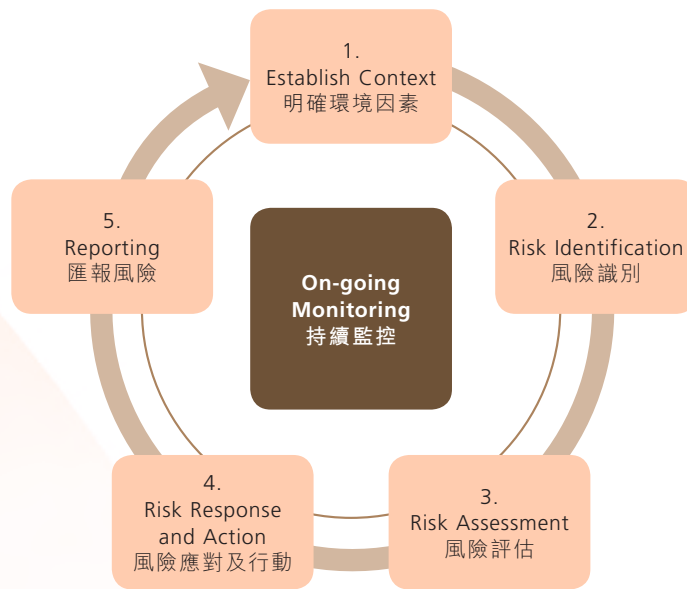 1.
Establish Context
明確環境因素
2.
Risk Identification
風險識別
3.
Risk Assessment
風險評估
4.
Risk Response
and Action
風險應對及行動
5.
Reporting
匯報風險
On-going
Monitoring
持續監控